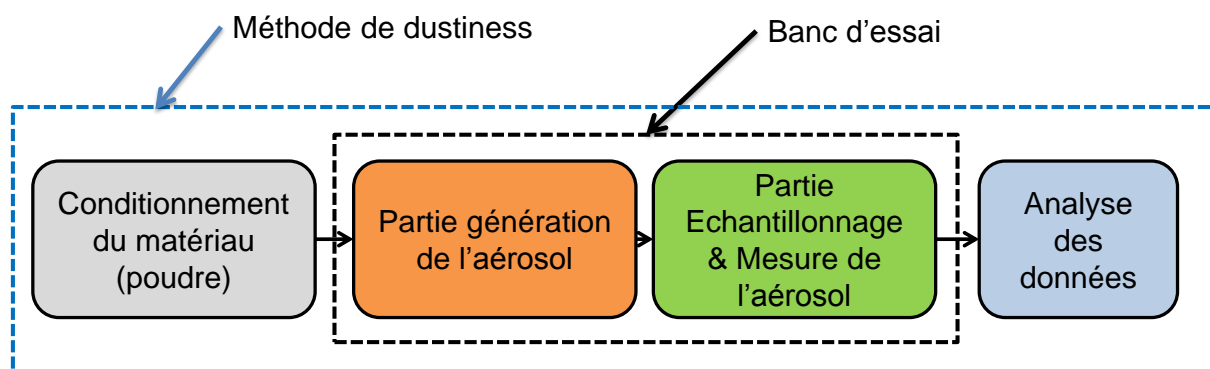 Méthode de dustiness
Banc d’essai
Conditionnement
du matériau
(poudre)
Partie génération
de l’aérosol
Partie
Echantillonnage
& Mesure de
l’aérosol
Analyse
des
données